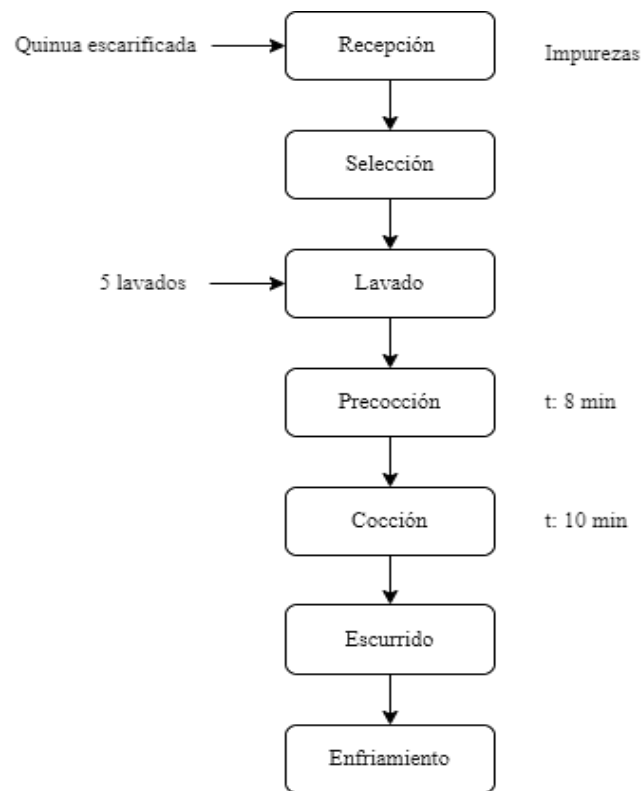 Quinua escarificada
Recepción
Impurezas
Selección
5 lavados
Lavado
Precocción
t: 8 min
Cocción
t: 10 min
Escurrido
Enfriamiento